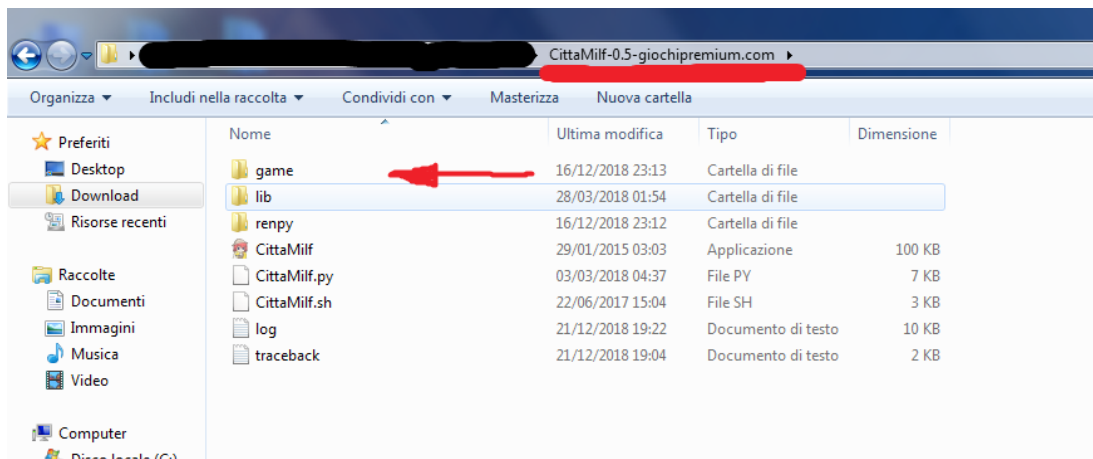 CittaMilf-0.5-giochipremium.com
Organizza Includi nella raccolta Condividi con Masterizza Nuova cartella
Preferiti
Desktop
Download
Risorse recenti
Raccolte
Documenti
Immagini
Musica
Video
Computer
Disco locale (C:)
Nome Ultima modifica Tipo Dimensione
game 16/12/2018 23:13 Cartella di file
lib 28/03/2018 01:54 Cartella di file
renpy 16/12/2018 23:12 Cartella di file
CittaMilf 29/01/2015 03:03 Applicazione 100 KB
CittaMilf.py 03/03/2018 04:37 File PY 7 KB
CittaMilf.sh 22/06/2017 15:04 File SH 3 KB
log 21/12/2018 19:22 Documento di testo 10 KB
traceback 21/12/2018 19:04 Documento di testo 2 KB